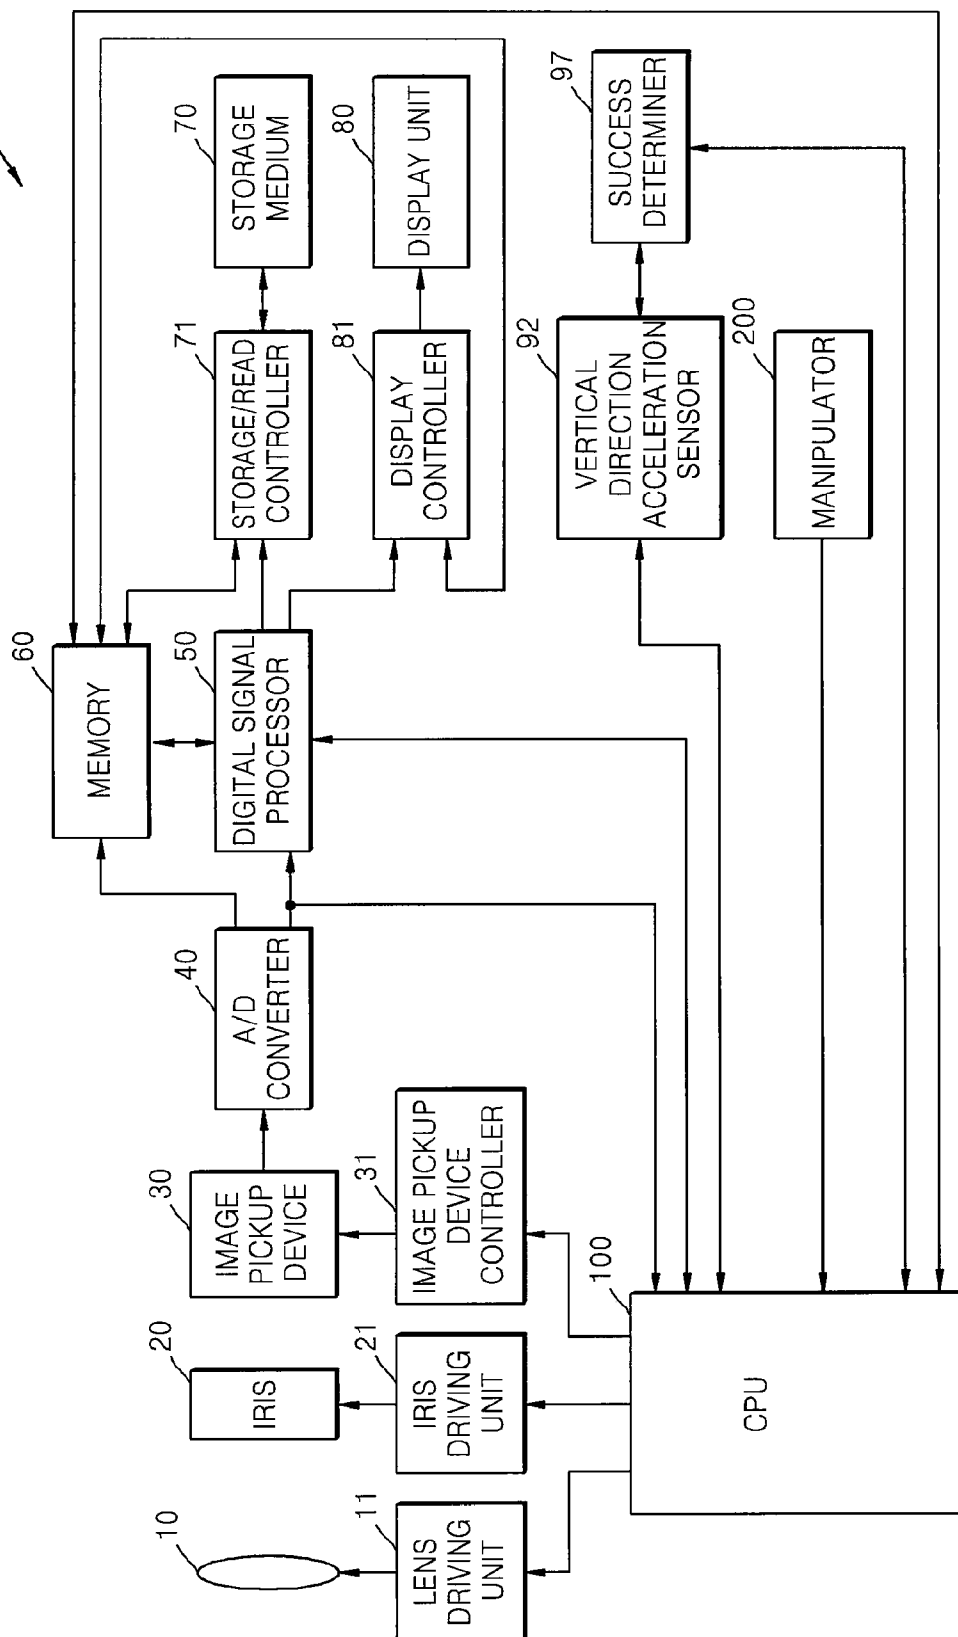 10
LENS
DRIVING
UNIT
11
20
IRIS
IRIS
DRIVING
UNIT
21
30
IMAGE
PICKUP
DEVICE
IMAGE PICKUP
DEVICE
CONTROLLER
31
40
A/D
CONVERTER
50
DIGITAL SIGNAL
PROCESSOR
60
MEMORY
70
STORAGE
MEDIUM
71
STORAGE/READ
CONTROLLER
80
DISPLAY UNIT
81
DISPLAY
CONTROLLER
92
VERTICAL
DIRECTION
ACCELERATION
SENSOR
97
SUCCESS
DETERMINER
200
MANIPULATOR
100
CPU